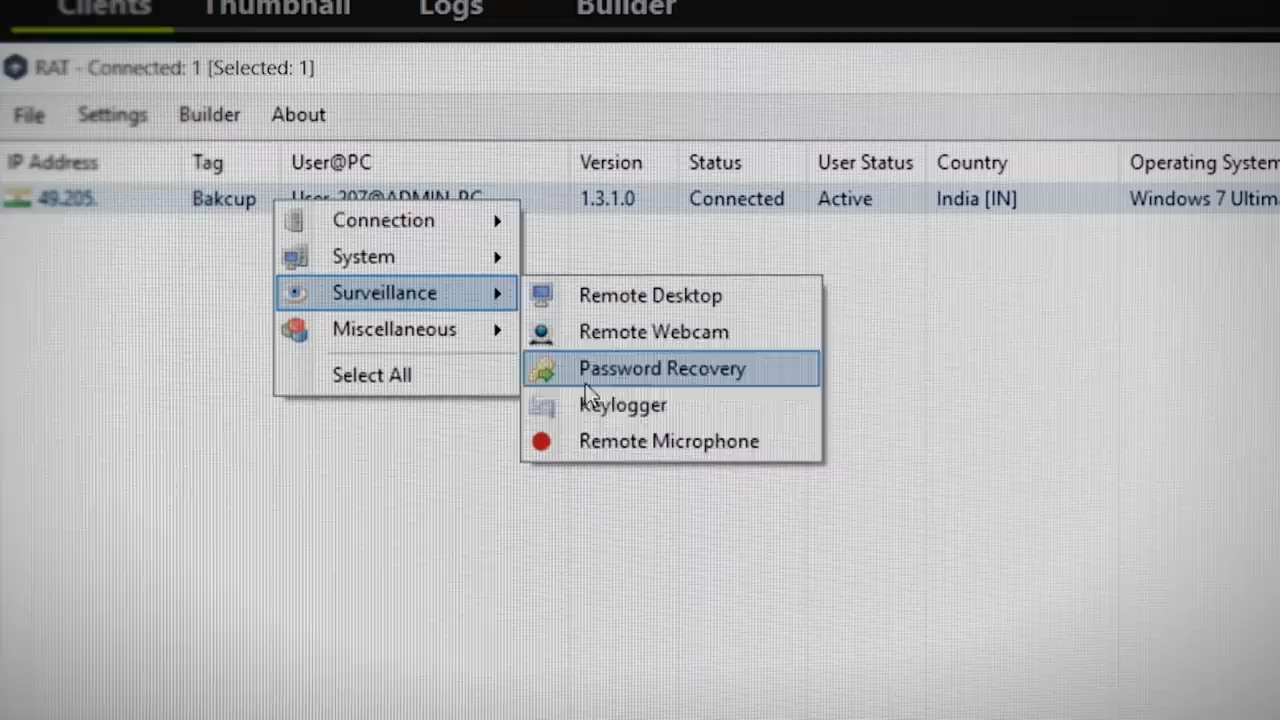 Clients Thumbnail Logs Builder
RAT - Connected: 1 [Selected: 1]
File Settings Builder About
IP Address Tag User@PC Version Status User Status Country Operating System
49.205. Bakcup User_207@ADMIN_PC 1.3.1.0 Connected Active India [IN] Windows 7 Ultim
Connection
System
Surveillance
Miscellaneous
Select All
Remote Desktop
Remote Webcam
Password Recovery
Keylogger
Remote Microphone